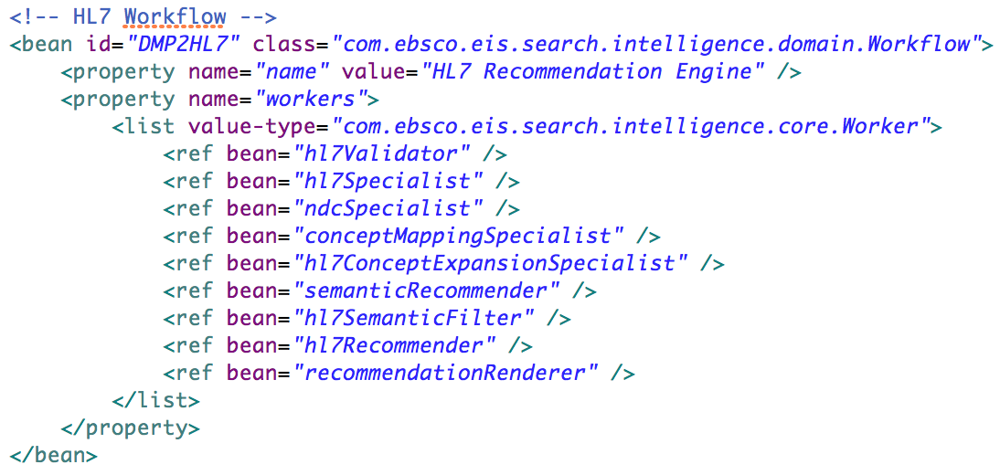 <!-- HL7 Workflow -->
<bean id="DMP2HL7" class="com.ebsco.eis.search.intelligence.domain.Workflow">
    <property name="name" value="HL7 Recommendation Engine" />
    <property name="workers">
        <list value-type="com.ebsco.eis.search.intelligence.core.Worker">
            <ref bean="hl7Validator" />
            <ref bean="hl7Specialist" />
            <ref bean="ndcSpecialist" />
            <ref bean="conceptMappingSpecialist" />
            <ref bean="hl7ConceptExpansionSpecialist" />
            <ref bean="semanticRecommender" />
            <ref bean="hl7SemanticFilter" />
            <ref bean="hl7Recommender" />
            <ref bean="recommendationRenderer" />
        </list>
    </property>
</bean>